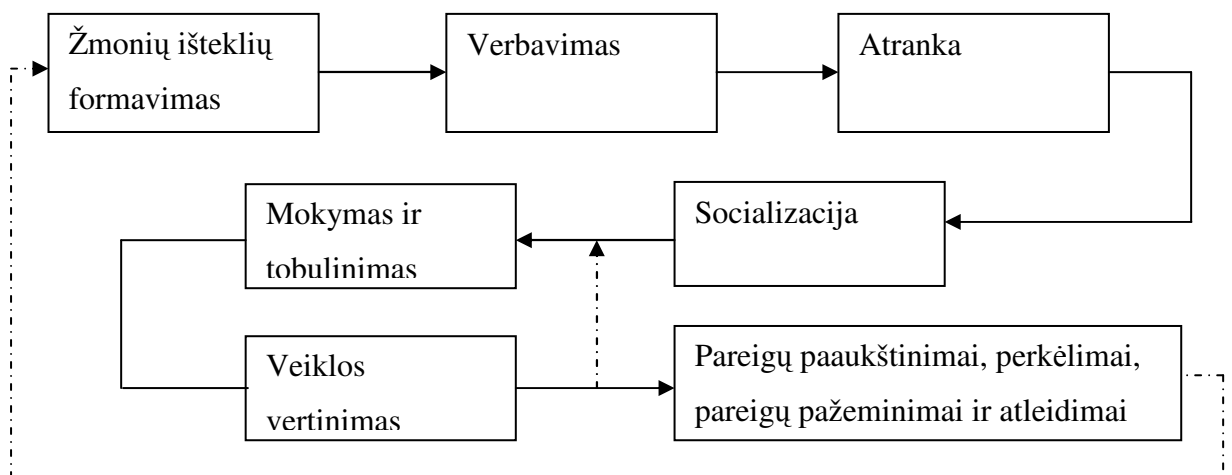 Žmonių išteklių
formavimas
Verbavimas
Atranka
Socializacija
Mokymas ir
tobulinimas
Veiklos
vertinimas
Pareigų paaukštinimai, perkėlimai,
pareigų pažeminimai ir atleidimai